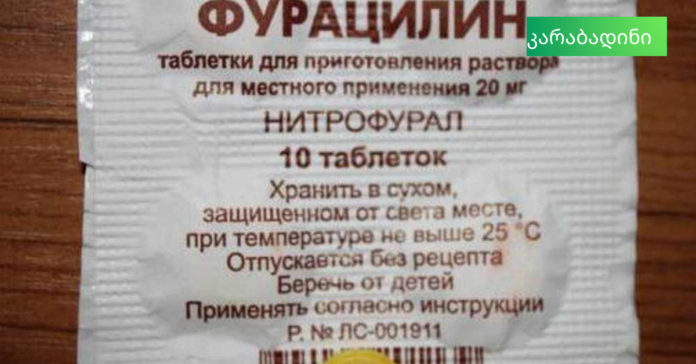 ФУРАЦИЛИН
კარაბადინი
таблетки для приготовления раствора
для местного применения 20 мг
НИТРОФУРАЛ
10 таблеток
Хранить в сухом,
защищенном от света месте,
при температуре не выше 25 °С
Отпускается без рецепта
Беречь от детей
Применять согласно инструкции
Р. № ЛС-001911